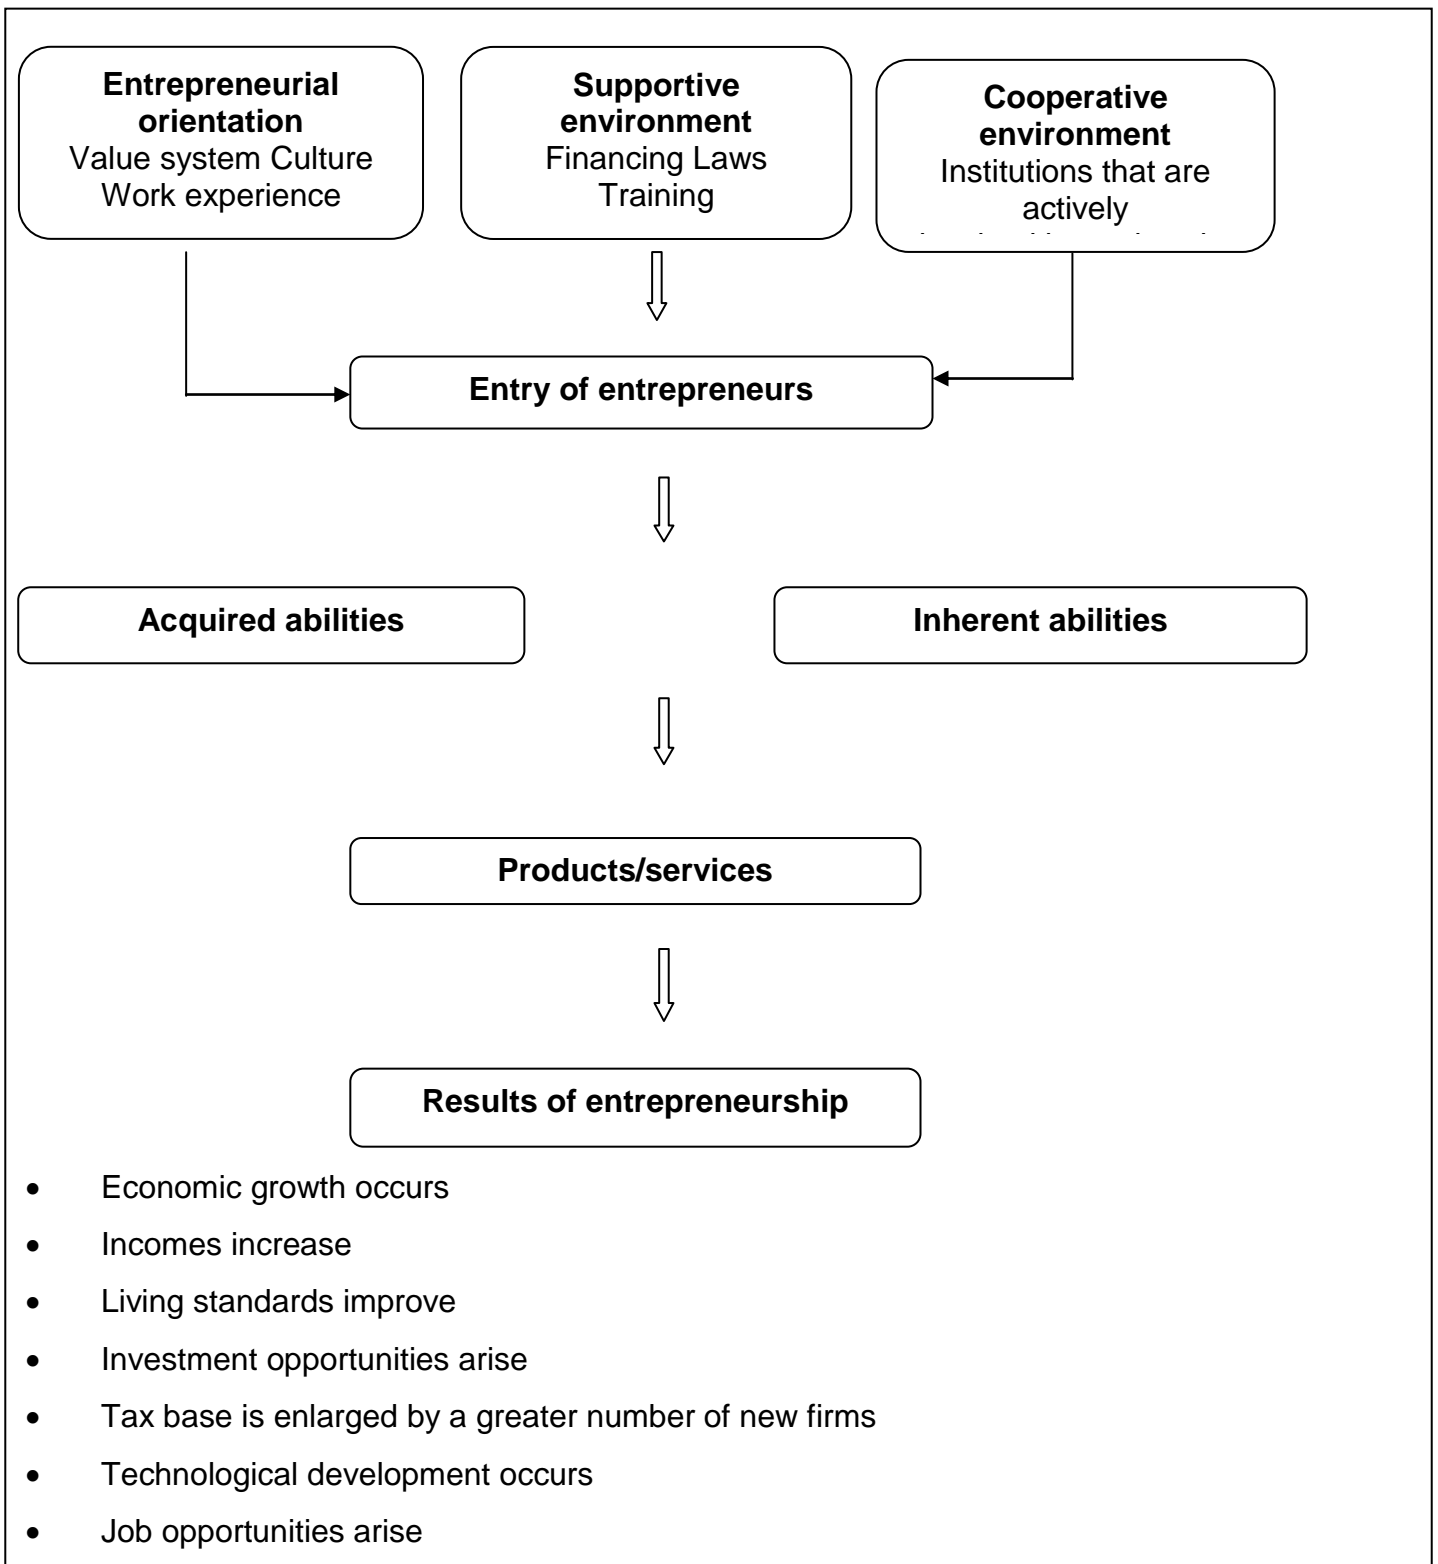 Entrepreneurial
orientation
Value system Culture
Work experience
Supportive
environment
Financing Laws
Training
Cooperative
environment
Institutions that are
actively
Entry of entrepreneurs
Acquired abilities
Inherent abilities
Products/services
Results of entrepreneurship
• Economic growth occurs
• Incomes increase
• Living standards improve
• Investment opportunities arise
• Tax base is enlarged by a greater number of new firms
• Technological development occurs
• Job opportunities arise